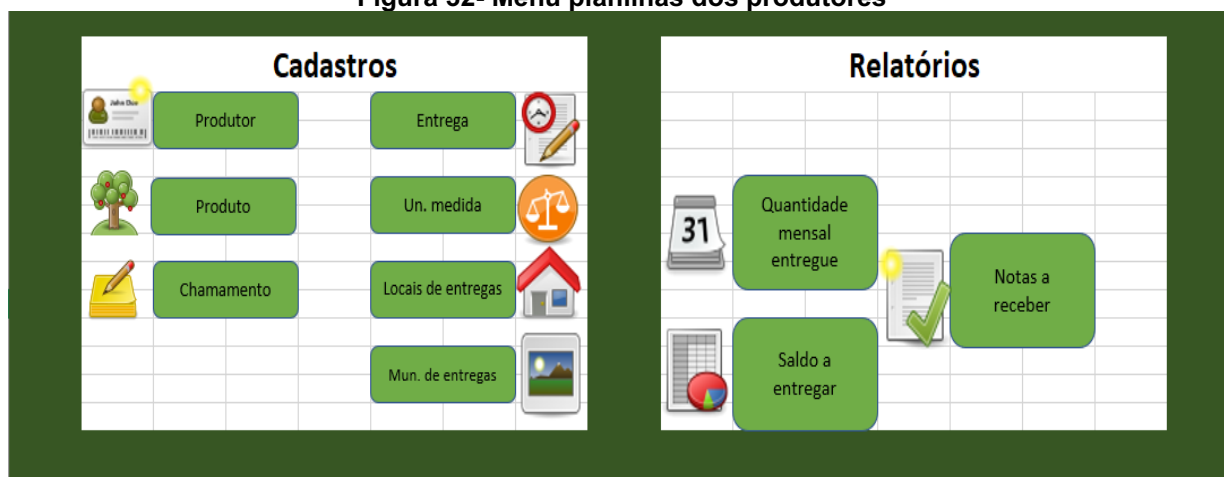 Figura 32- Menu planilhas dos produtores
Cadastros
John Doe
Produtor
Entrega
Produto
Un. medida
Chamamento
Locais de entregas
Mun. de entregas
Relatórios
31
Quantidade
mensal
entregue
Notas a
receber
Saldo a
entregar